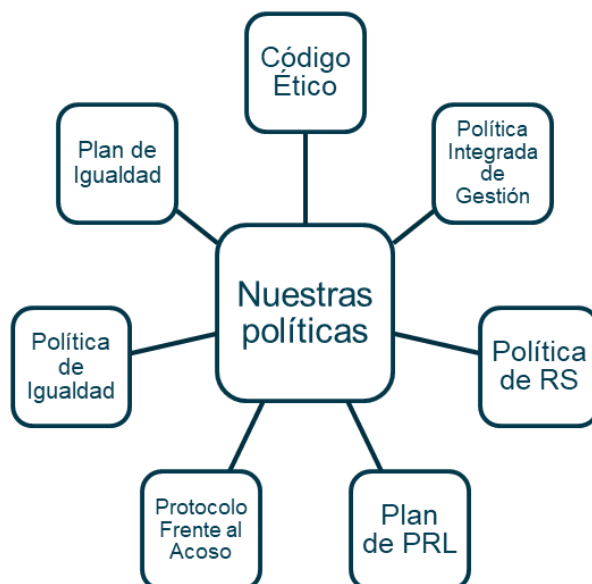 Código
Ético
Plan de
Igualdad
Política
Integrada
de
Gestión
Nuestras
políticas
Política
de
Igualdad
Política
de RS
Protocolo
Frente al
Acoso
Plan
de PRL